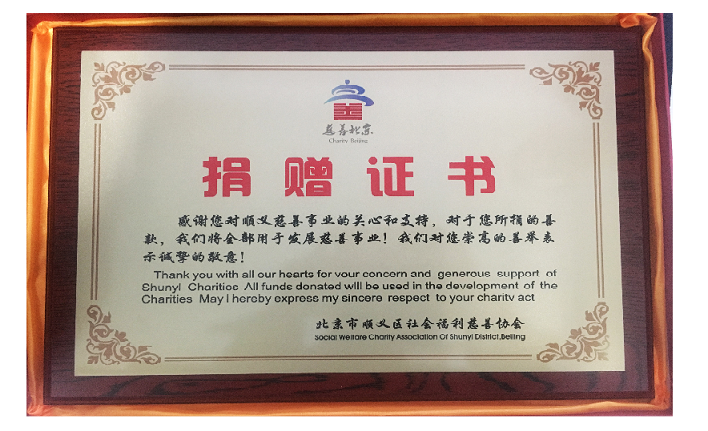 慈善北京
Charity Beijing
捐赠证书
感谢您对顺义慈善事业的关心和支持，对于您所捐的善
款，我们将全部用于发展慈善事业！我们对您崇高的善举表
示诚挚的敬意！
Thank you with all our hearts for your concern and generous support of
Shunyi Charities All funds donated will be used in the development of the
Charities May I hereby express my sincere respect to your charity act
北京市顺义区社会福利慈善协会
Social Welfare Charity Association Of Shunyi District,Beijing